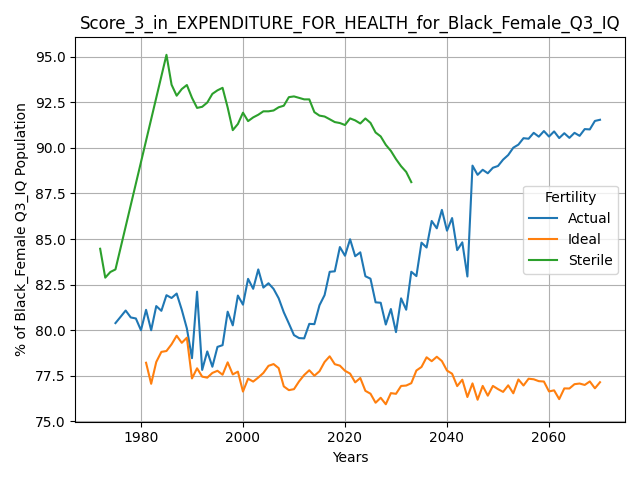 Score_3_in_EXPENDITURE_FOR_HEALTH_for_Black_Female_Q3_IQ
% of Black_Female Q3_IQ Population
95.0
92.5
90.0
87.5
85.0
82.5
80.0
77.5
75.0
Fertility
Actual
Ideal
Sterile
1980
2000
2020
2040
2060
Years